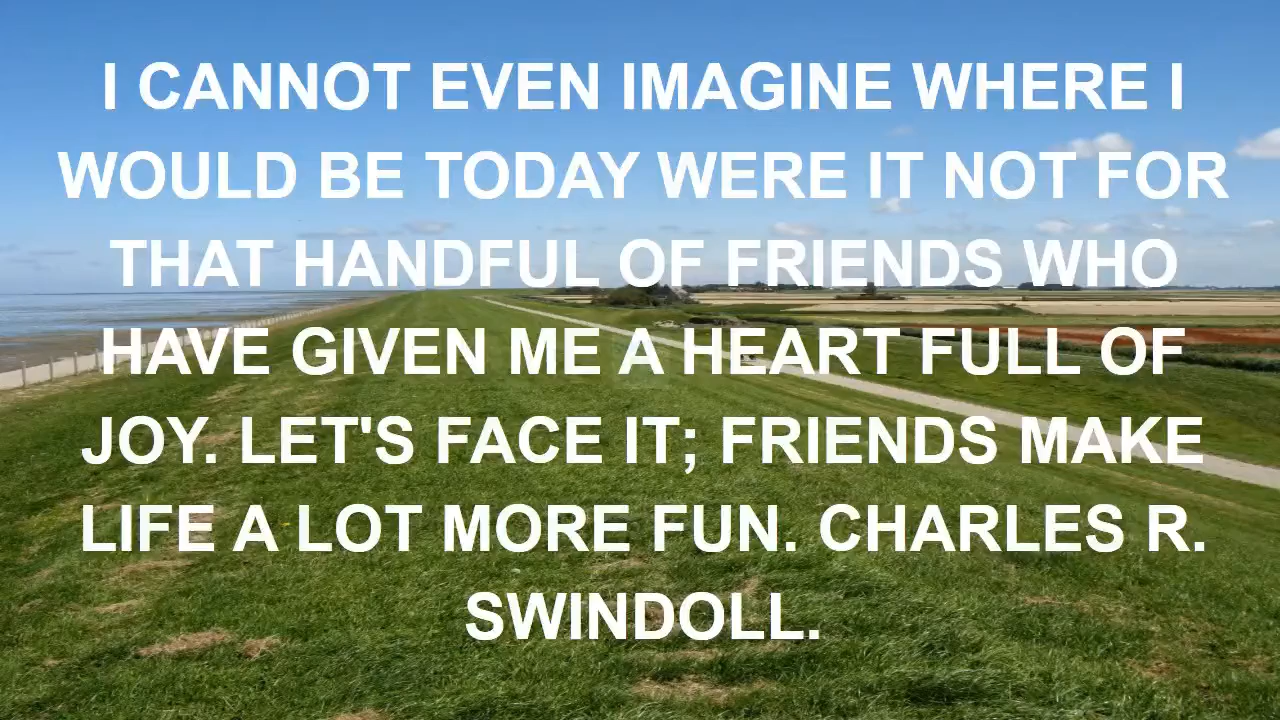 I CANNOT EVEN IMAGINE WHERE I
WOULD BE TODAY WERE IT NOT FOR
THAT HANDFUL OF FRIENDS WHO
HAVE GIVEN ME A HEART FULL OF
JOY. LET'S FACE IT; FRIENDS MAKE
LIFE A LOT MORE FUN. CHARLES R.
SWINDOLL.